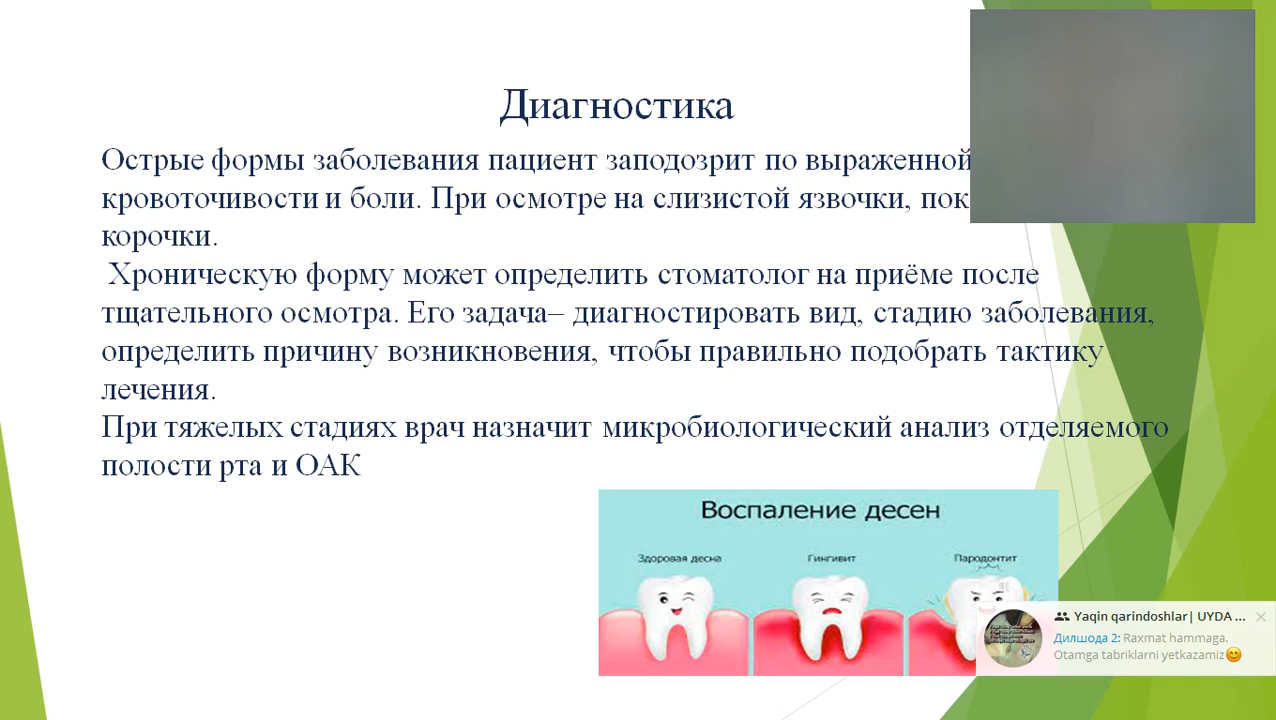 Диагностика
Острые формы заболевания пациент заподозрит по выраженной
кровоточивости и боли. При осмотре на слизистой язвочки,
корочки.
Хроническую форму может определить стоматолог на приёме после
тщательного осмотра. Его задача– диагностировать вид, стадию заболевания,
определить причину возникновения, чтобы правильно подобрать тактику
лечения.
При тяжелых стадиях врач назначит микробиологический анализ отделяемого
полости рта и ОАК
Воспаление десен
Здоровая десна
Гингивит
Пародонтит
Yaqin qarindoshlar| UYDA ...
Дилшода 2: Raxmat hammaga.
Otamga tabriklarni yetkazamiz😊